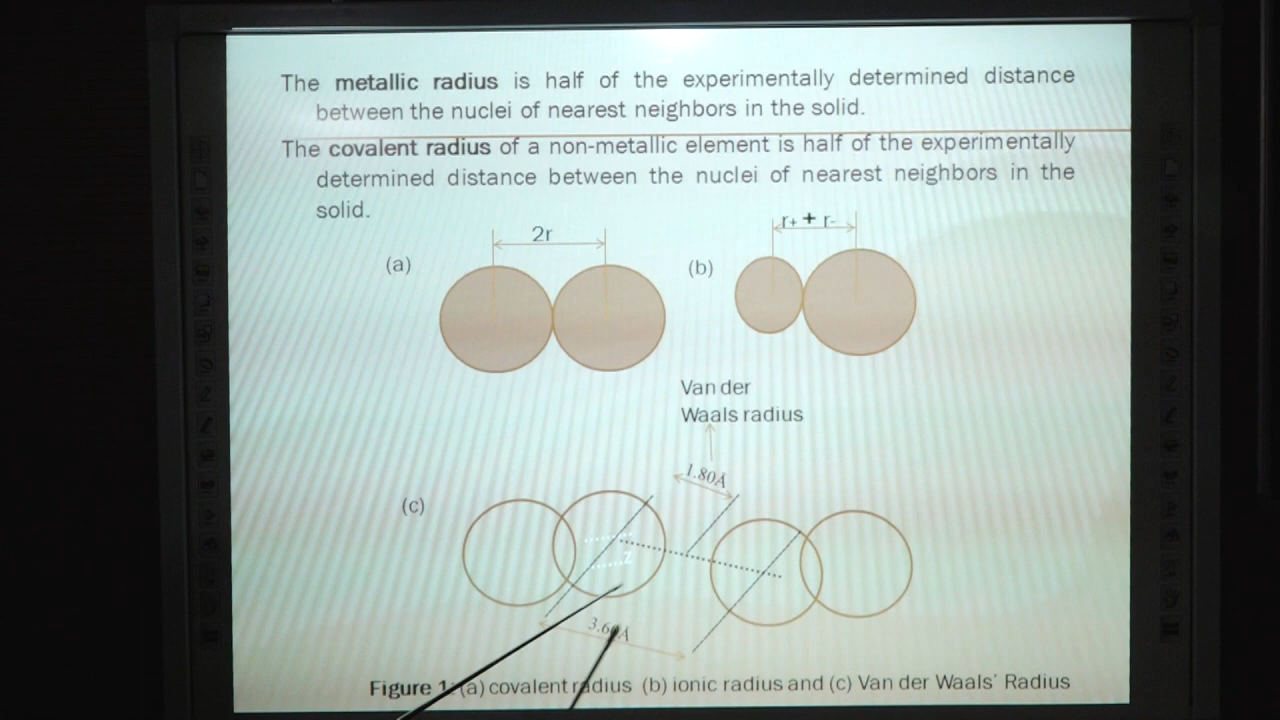 The metallic radius is half of the experimentally determined distance
between the nuclei of nearest neighbors in the solid.
The covalent radius of a non-metallic element is half of the experimentally
determined distance between the nuclei of nearest neighbors in the
solid.
(a)
2r
(b)
r+ + r-
Van der
Waals radius
1.80Å
(c)
z
Figure 1: (a) covalent radius (b) ionic radius and (c) Van der Waals' Radius